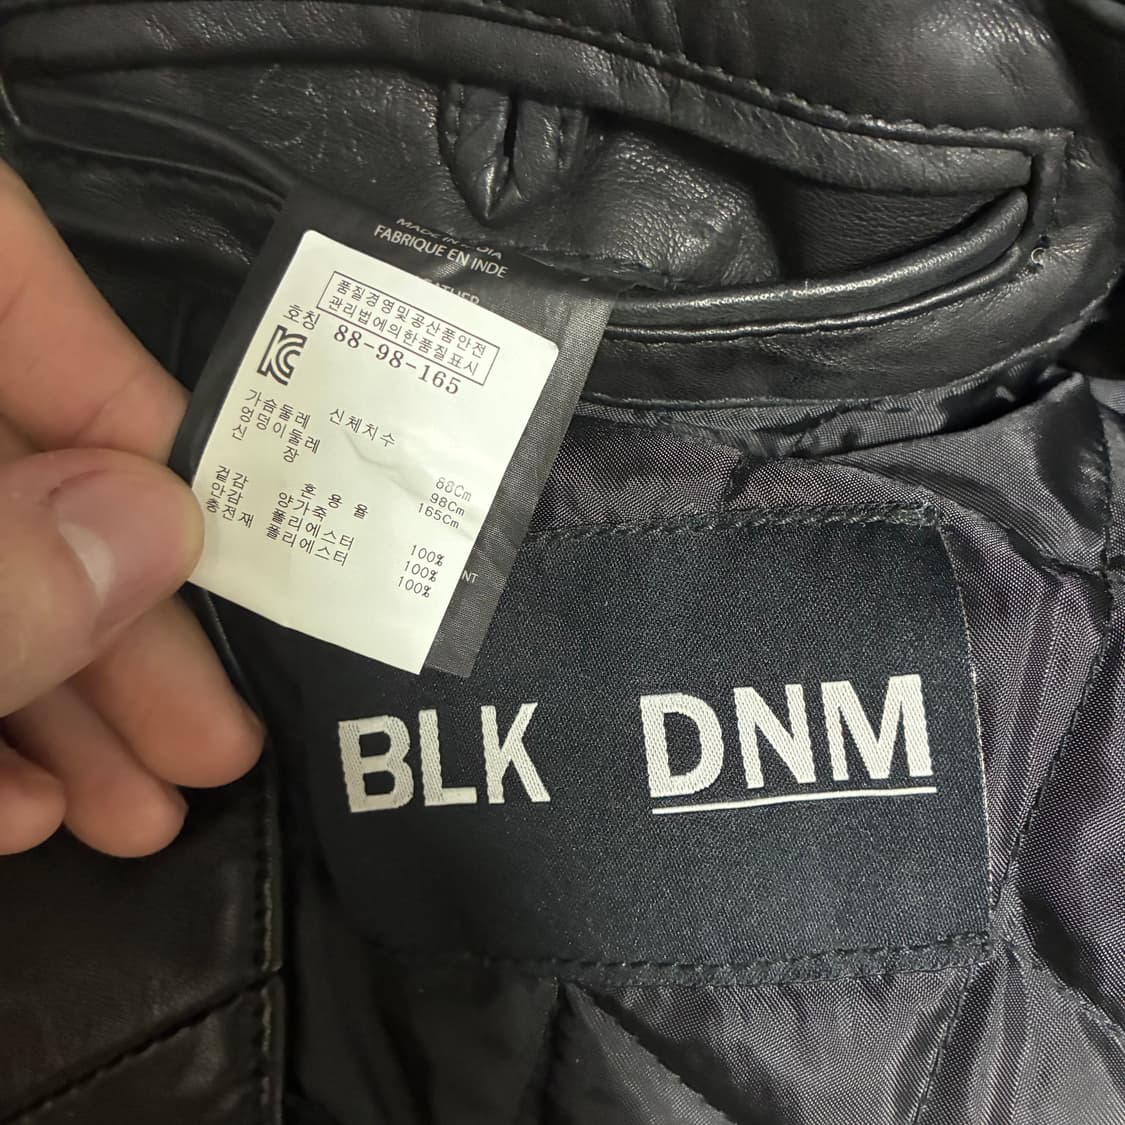 FABRIQUE EN INDE
품질경영및공산품안전
관리법에의한품질표시
호칭 88-98-165
KC
신체치수
가슴둘레 88Cm
엉덩이둘레 98Cm
신 장 165Cm
혼 용 율
겉감 양가죽 100%
안감 폴리에스터 100%
충전재 폴리에스터 100%
NT
BLK DNM